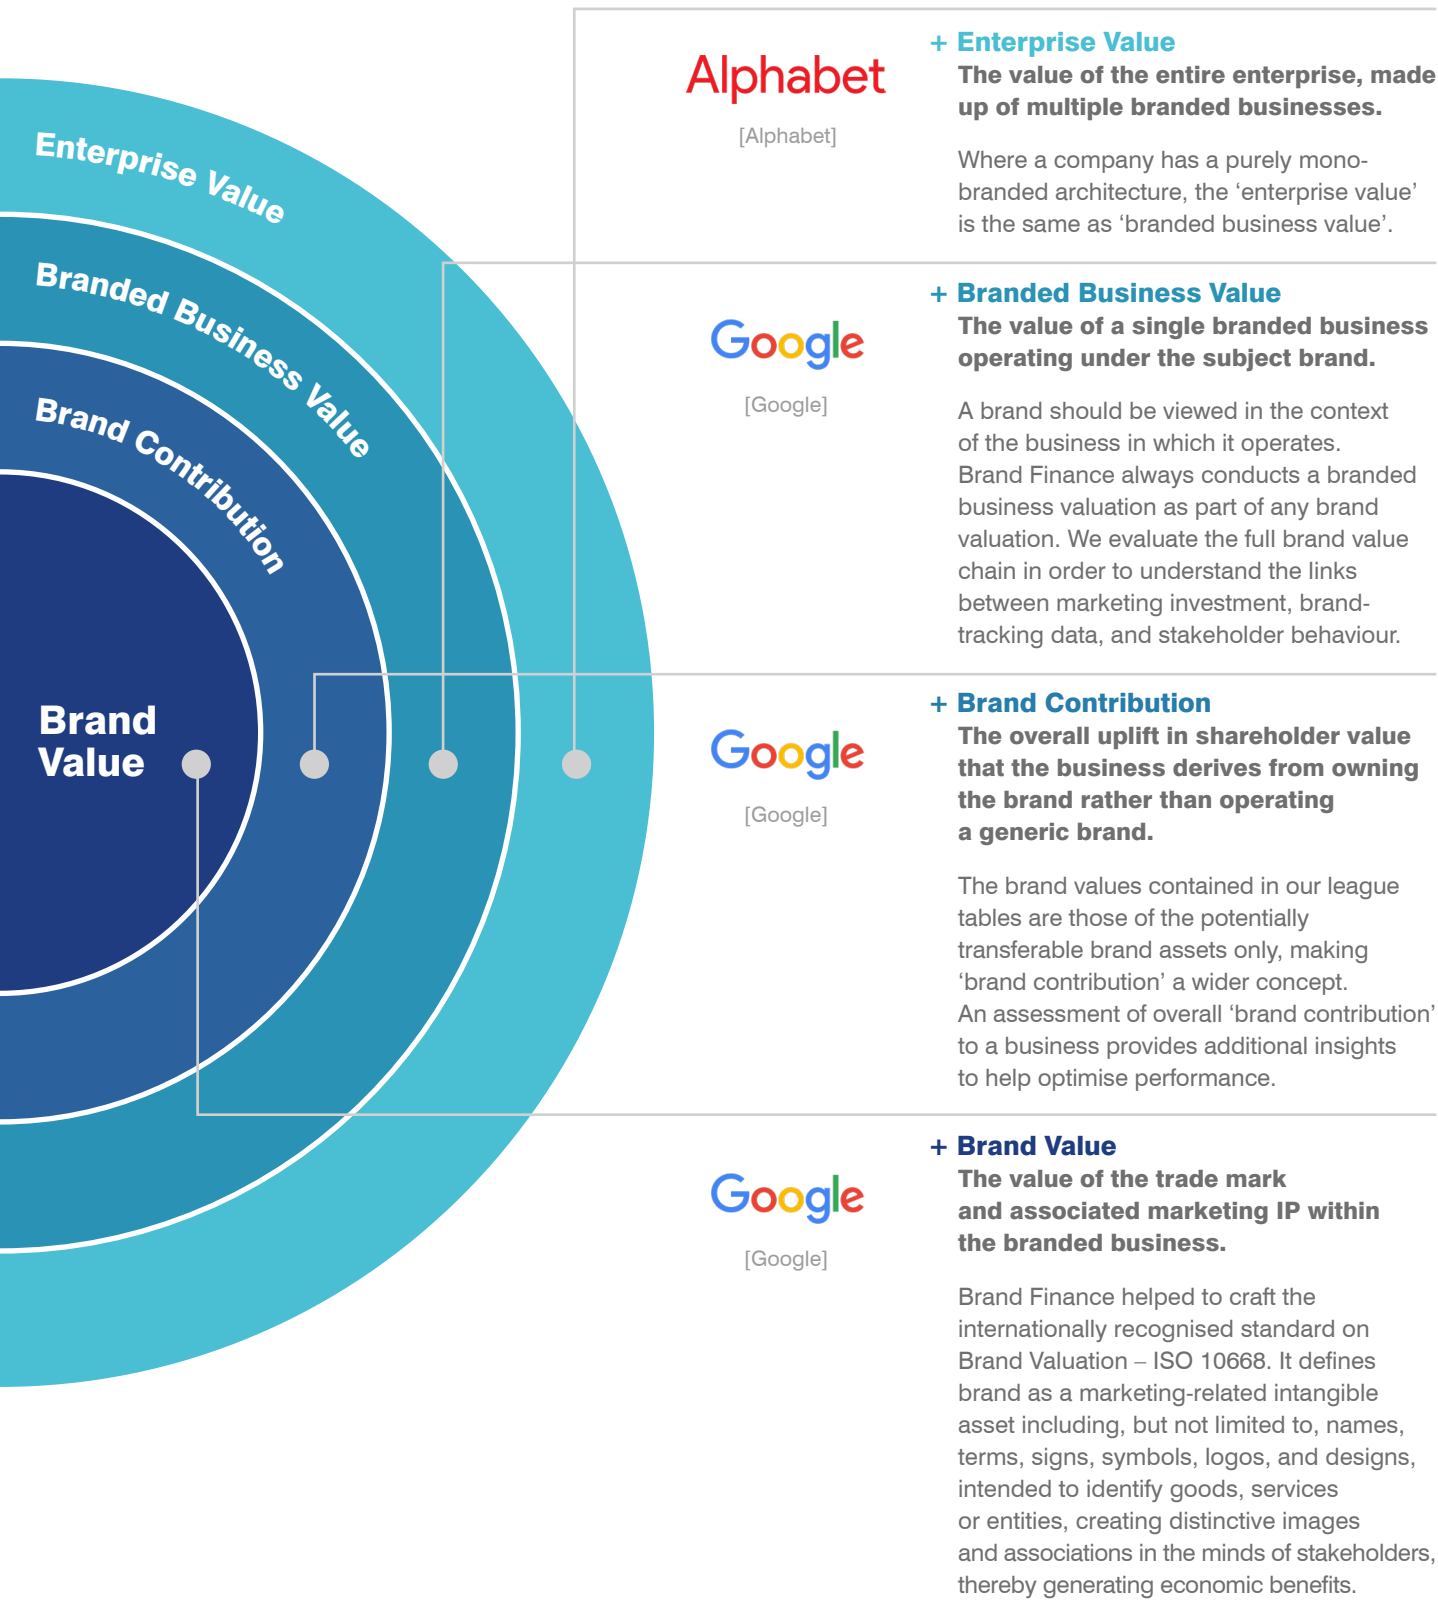 Enterprise Value
Branded Business Value
Brand Contribution
Brand
Value
Alphabet
[Alphabet]
+ Enterprise Value
The value of the entire enterprise, made
up of multiple branded businesses.
Where a company has a purely mono-
branded architecture, the ‘enterprise value’
is the same as ‘branded business value’.
Google
[Google]
+ Branded Business Value
The value of a single branded business
operating under the subject brand.
A brand should be viewed in the context
of the business in which it operates.
Brand Finance always conducts a branded
business valuation as part of any brand
valuation. We evaluate the full brand value
chain in order to understand the links
between marketing investment, brand-
tracking data, and stakeholder behaviour.
Google
[Google]
+ Brand Contribution
The overall uplift in shareholder value
that the business derives from owning
the brand rather than operating
a generic brand.
The brand values contained in our league
tables are those of the potentially
transferable brand assets only, making
‘brand contribution’ a wider concept.
An assessment of overall ‘brand contribution’
to a business provides additional insights
to help optimise performance.
Google
[Google]
+ Brand Value
The value of the trade mark
and associated marketing IP within
the branded business.
Brand Finance helped to craft the
internationally recognised standard on
Brand Valuation – ISO 10668. It defines
brand as a marketing-related intangible
asset including, but not limited to, names,
terms, signs, symbols, logos, and designs,
intended to identify goods, services
or entities, creating distinctive images
and associations in the minds of stakeholders,
thereby generating economic benefits.